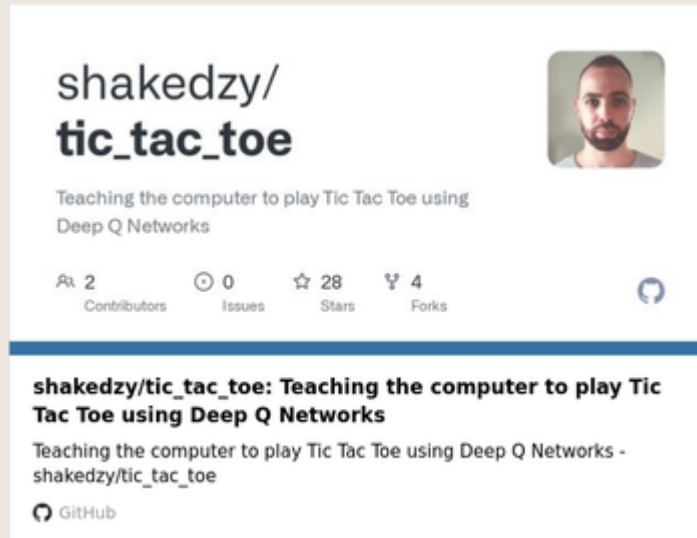 shakedzy/
tic_tac_toe
Teaching the computer to play Tic Tac Toe using
Deep Q Networks
2
Contributors
0
Issues
28
Stars
4
Forks
shakedzy/tic_tac_toe: Teaching the computer to play Tic
Tac Toe using Deep Q Networks
Teaching the computer to play Tic Tac Toe using Deep Q Networks -
shakedzy/tic_tac_toe
GitHub